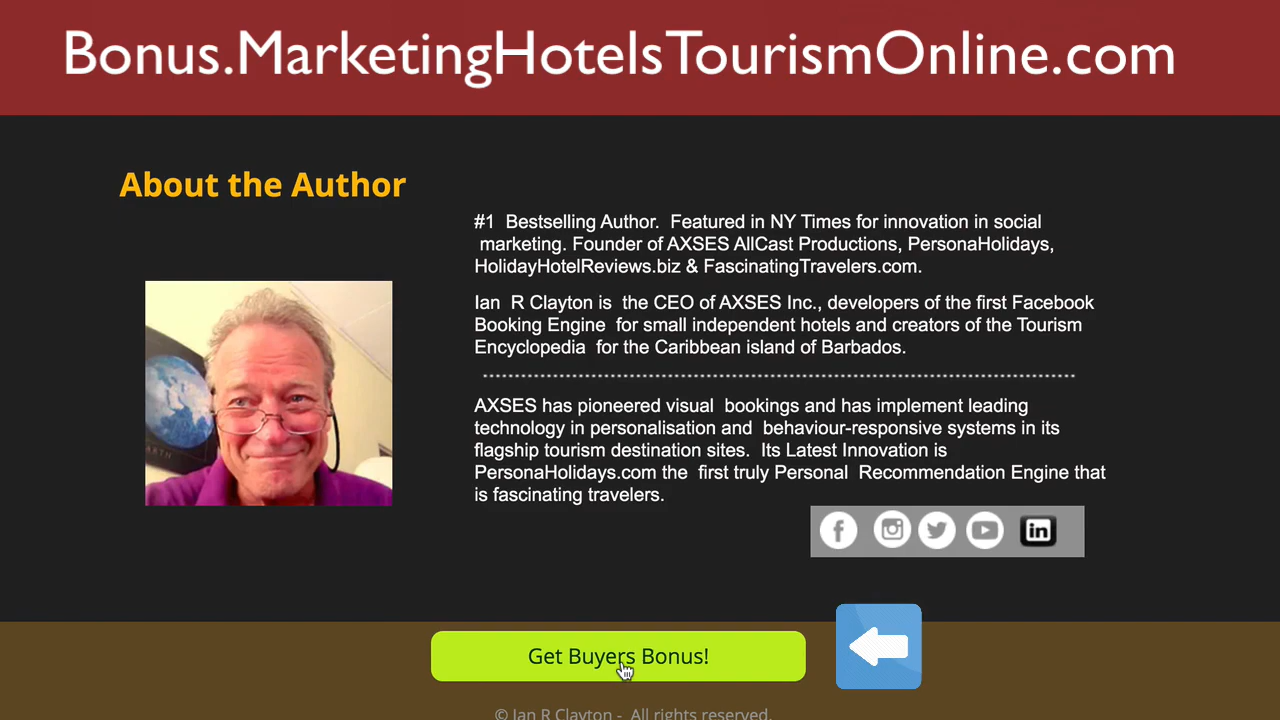 Bonus.MarketingHotelsTourismOnline.com
About the Author
#1 Bestselling Author. Featured in NY Times for innovation in social
marketing. Founder of AXSES AllCast Productions, PersonaHolidays,
HolidayHotelReviews.biz & FascinatingTravelers.com.
Ian R Clayton is the CEO of AXSES Inc., developers of the first Facebook
Booking Engine for small independent hotels and creators of the Tourism
Encyclopedia for the Caribbean island of Barbados.
AXSES has pioneered visual bookings and has implement leading
technology in personalisation and behaviour-responsive systems in its
flagship tourism destination sites. Its Latest Innovation is
PersonaHolidays.com the first truly Personal Recommendation Engine that
is fascinating travelers.
in
Get Buyers Bonus!
© Ian R Clayton - All rights reserved.